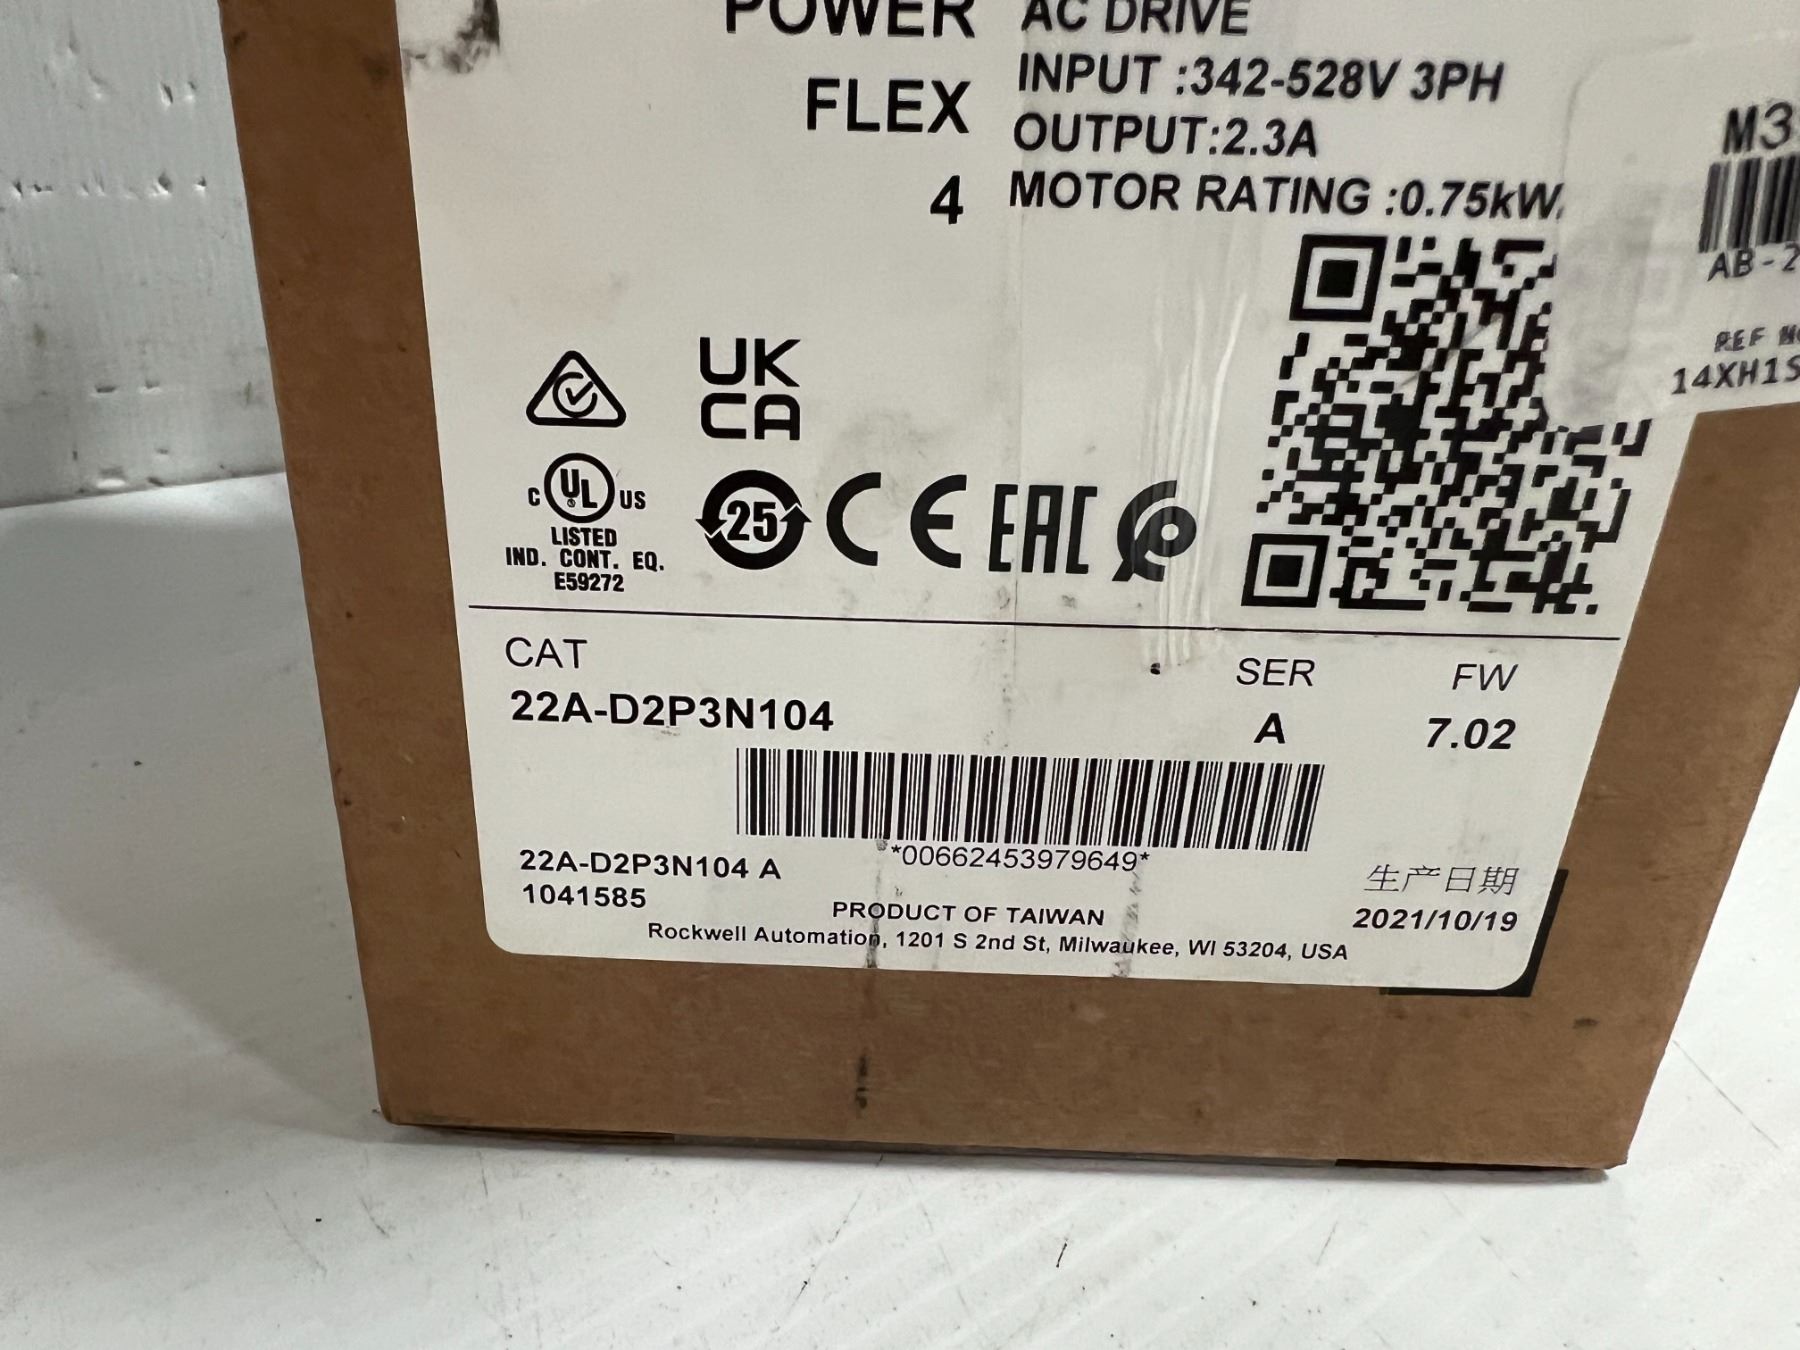 POWER
FLEX
4
AC DRIVE
INPUT :342-528V 3PH
OUTPUT:2.3A
MOTOR RATING :0.75kW
AB-2
14XH1S
UK
CA
C UL US
LISTED
IND. CONT. EQ.
E59272
25
CE
EAC
CAT
22A-D2P3N104
SER
A
FW
7.02
*00662453979649*
22A-D2P3N104 A
1041585
生产日期
2021/10/19
PRODUCT OF TAIWAN
Rockwell Automation, 1201 S 2nd St, Milwaukee, WI 53204, USA